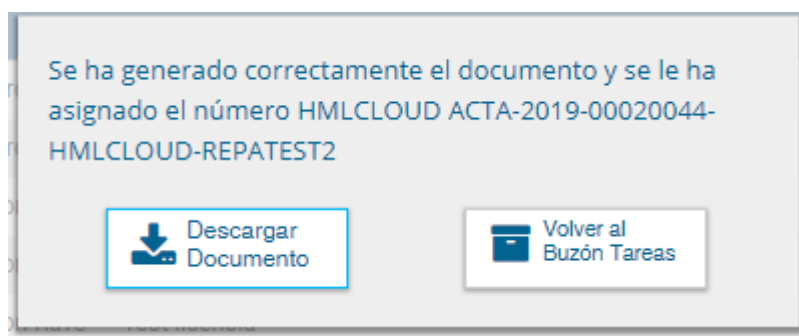 Se ha generado correctamente el documento y se le ha
asignado el número HMLCLOUD ACTA-2019-00020044-
HMLCLOUD-REPATEST2
Descargar
Documento
Volver al
Buzón Tareas